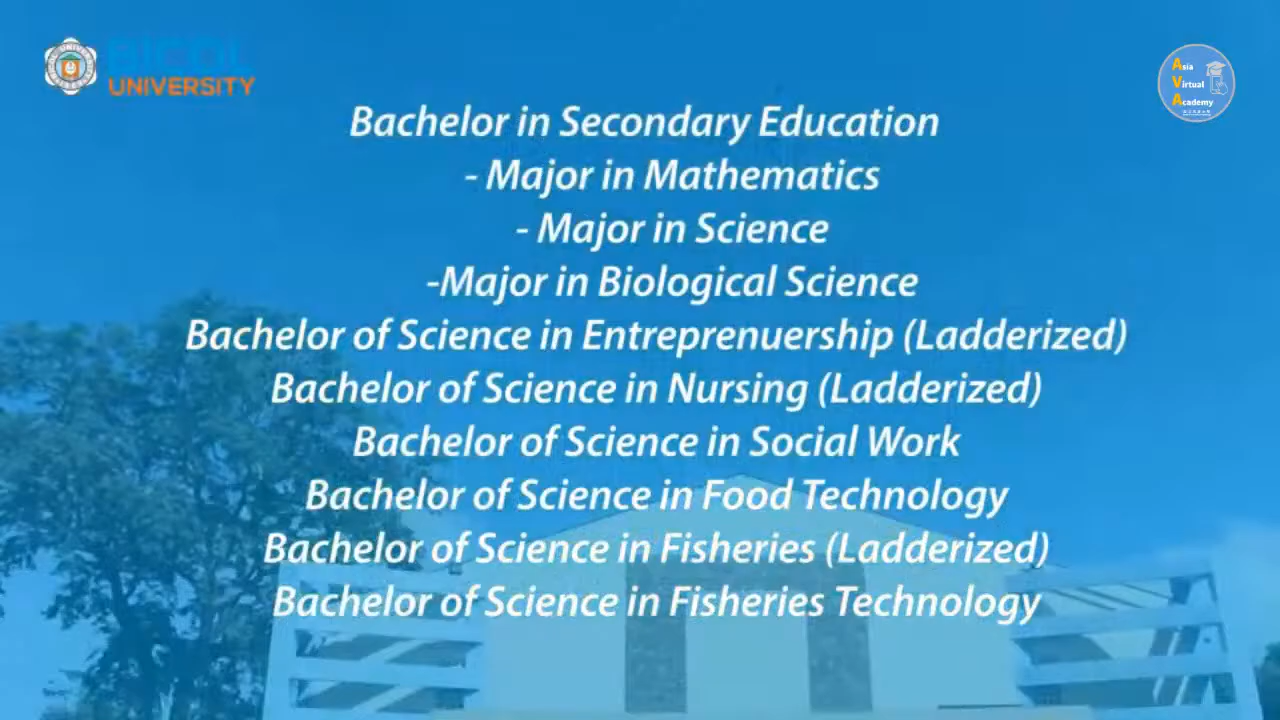 BICOL
UNIVERSITY
Asia
Virtual
Academy
Bachelor in Secondary Education
- Major in Mathematics
- Major in Science
-Major in Biological Science
Bachelor of Science in Entreprenuership (Ladderized)
Bachelor of Science in Nursing (Ladderized)
Bachelor of Science in Social Work
Bachelor of Science in Food Technology
Bachelor of Science in Fisheries (Ladderized)
Bachelor of Science in Fisheries Technology